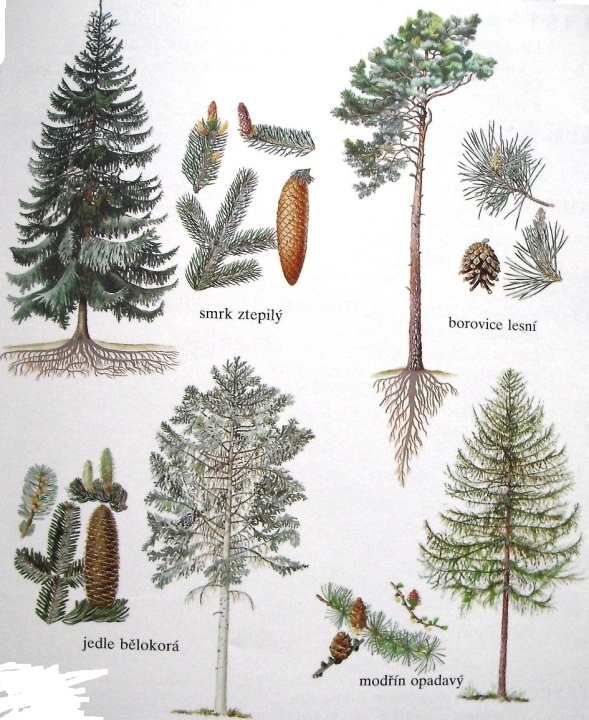 smrk ztepilý
borovice lesní
jedle bělokorá
modřín opadavý